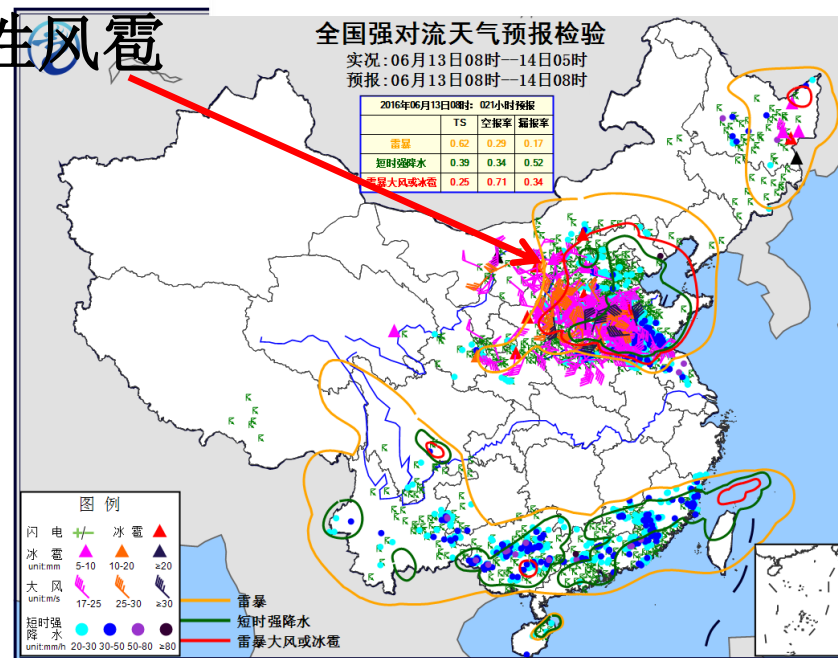 性风雹
全国强对流天气预报检验
实况:06月13日08时--14日05时
预报:06月13日08时--14日08时
2016年06月13日08时: 021小时预报
TS 空报率 漏报率
雷暴 0.62 0.29 0.17
短时强降水 0.39 0.34 0.52
雷暴大风或冰雹 0.25 0.71 0.34
图 例
闪 电 冰 雹
冰 雹
unit:mm 5-10 10-20 ≥20
大 风
unit:m/s 17-25 25-30 ≥30
短时强
降 水
unit:mm/h 20-30 30-50 50-80 ≥80
雷暴
短时强降水
雷暴大风或冰雹